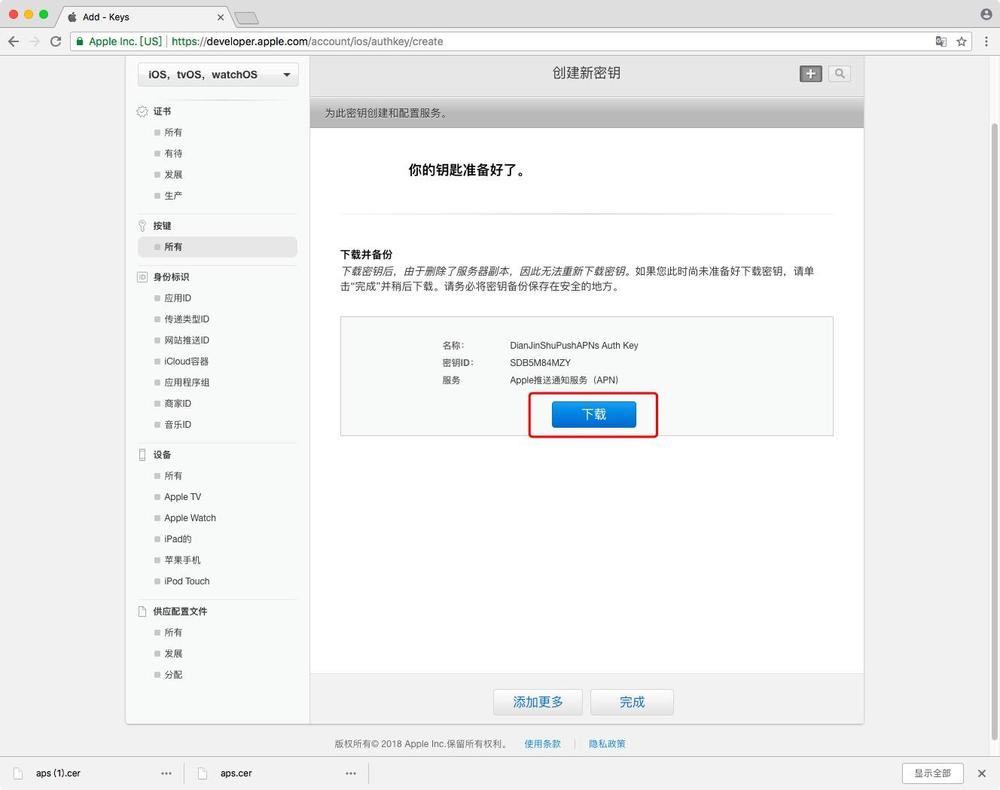 Add - Keys
Apple Inc. [US] https://developer.apple.com/account/ios/authkey/create
iOS，tvOS，watchOS
创建新密钥
证书
所有
有待
发展
生产
按键
所有
身份标识
应用ID
传递类型ID
网站推送ID
iCloud容器
应用程序组
商家ID
音乐ID
设备
所有
Apple TV
Apple Watch
iPad的
苹果手机
iPod Touch
供应配置文件
所有
发展
分配
为此密钥创建和配置服务。
你的钥匙准备好了。
下载并备份
下载密钥后，由于删除了服务器副本，因此无法重新下载密钥。如果您此时尚未准备好下载密钥，请单
击“完成”并稍后下载。请务必将密钥备份保存在安全的地方。
名称： DianJinShuPushAPNs Auth Key
密钥ID： SDB5M84MZY
服务 Apple推送通知服务（APN）
下载
添加更多 完成
版权所有© 2018 Apple Inc.保留所有权利。 使用条款 隐私政策
aps (1).cer aps.cer 显示全部